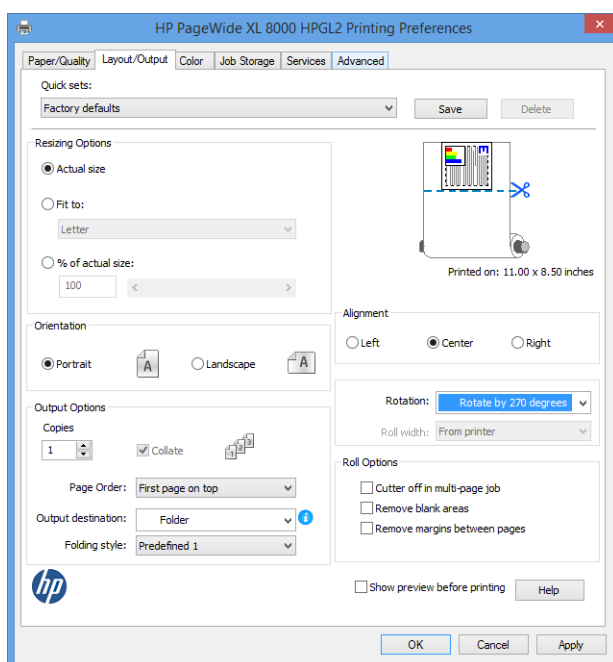 HP PageWide XL 8000 HPGL2 Printing Preferences
Paper/Quality Layout/Output Color Job Storage Services Advanced
Quick sets:
Factory defaults Save Delete
Resizing Options
Actual size
Fit to:
Letter
% of actual size:
100
Printed on: 11.00 x 8.50 inches
Orientation
Portrait A Landscape A
Alignment
Left Center Right
Rotation: Rotate by 270 degrees
Roll width: From printer
Output Options
Copies
1 Collate 1 2 3
Page Order: First page on top
Output destination: Folder i
Folding style: Predefined 1
Roll Options
Cutter off in multi-page job
Remove blank areas
Remove margins between pages
hp
Show preview before printing Help
OK Cancel Apply